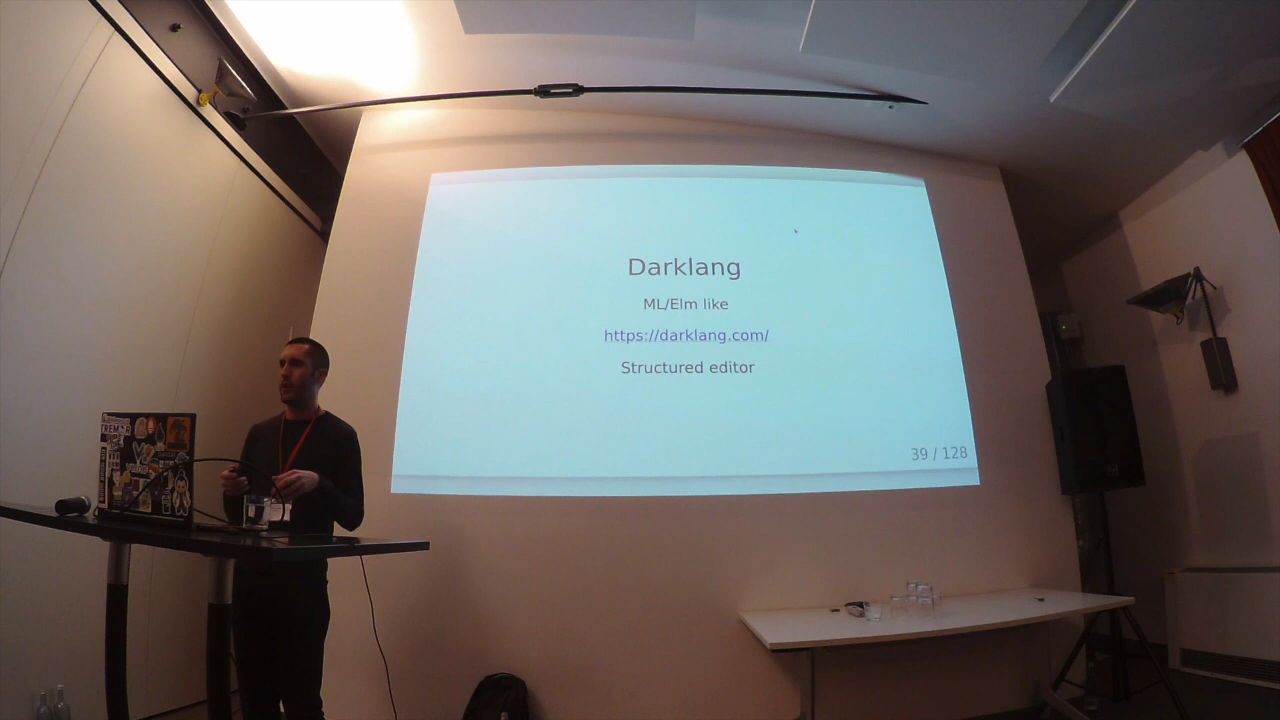 Darklang
ML/Elm like
https://darklang.com/
Structured editor
39 / 128